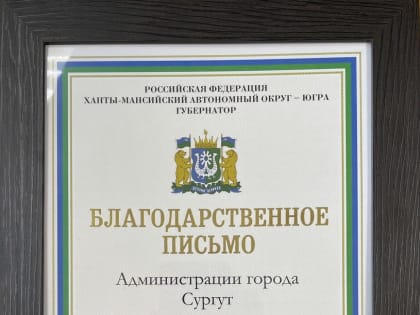 РОССИЙСКАЯ ФЕДЕРАЦИЯ
ХАНТЫ-МАНСИЙСКИЙ АВТОНОМНЫЙ ОКРУГ – ЮГРА
ГУБЕРНАТОР
БЛАГОДАРСТВЕННОЕ
ПИСЬМО
Администрации города
Сургут